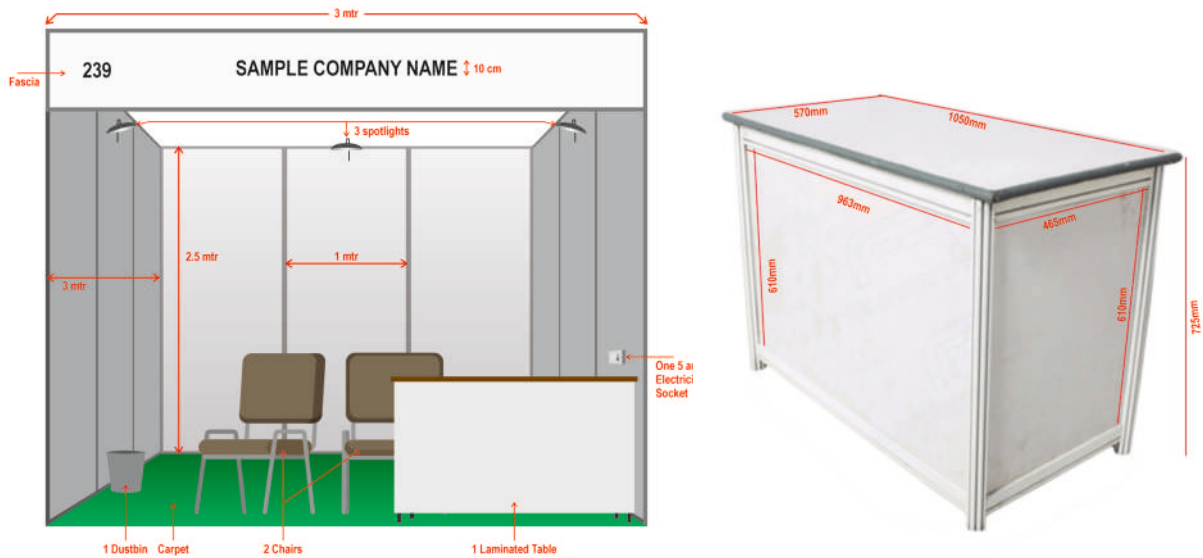 3 mtr
Fascia
239
SAMPLE COMPANY NAME
10 cm
3 spotlights
2.5 mtr
1 mtr
3 mtr
One 5 a
Electrici
Socket
1 Dustbin
Carpet
2 Chairs
1 Laminated Table
570mm
1050mm
963mm
465mm
610mm
610mm
725mm